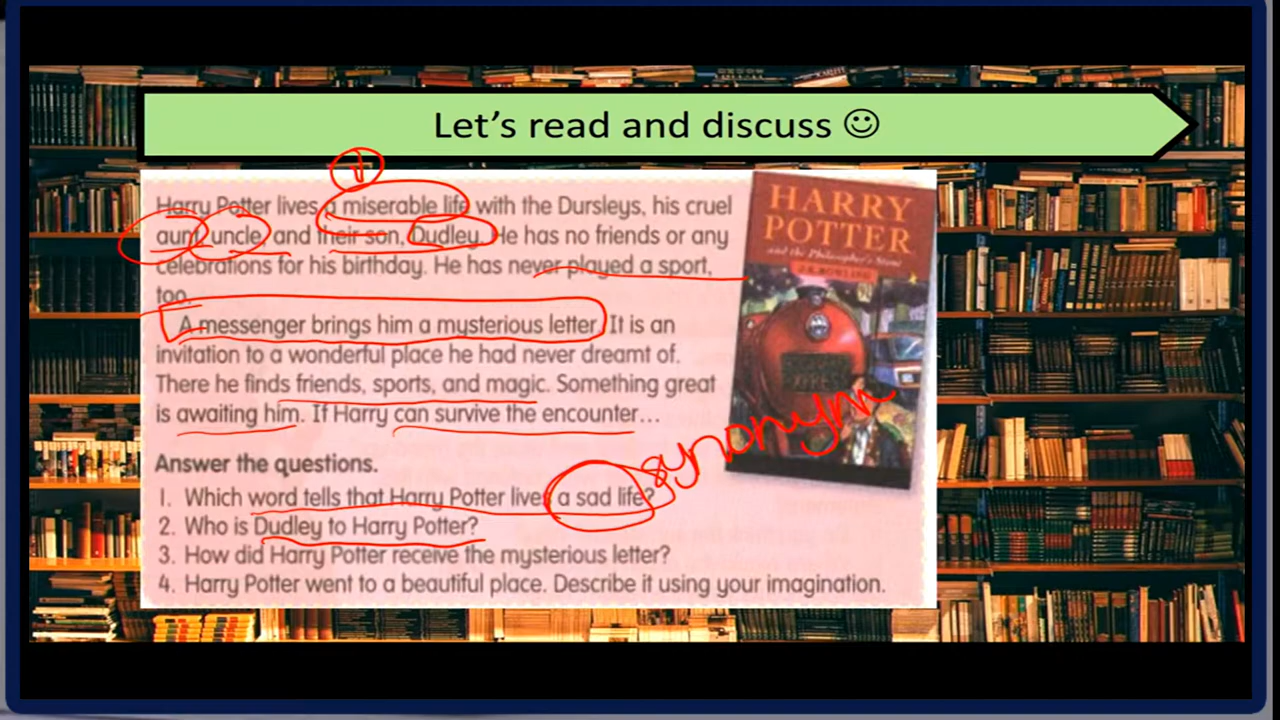 Let's read and discuss ☺
Harry Potter lives a miserable life with the Dursleys, his cruel
aunt, uncle, and their son, Dudley. He has no friends or any
celebrations for his birthday. He has never played a sport,
too.
A messenger brings him a mysterious letter. It is an
invitation to a wonderful place he had never dreamt of.
There he finds friends, sports, and magic. Something great
is awaiting him. If Harry can survive the encounter...
Answer the questions.
1. Which word tells that Harry Potter lives a sad life?
2. Who is Dudley to Harry Potter?
3. How did Harry Potter receive the mysterious letter?
4. Harry Potter went to a beautiful place. Describe it using your imagination.
1
synonym
HARRY
POTTER
and the Philosopher's Stone
J.K. ROWLING